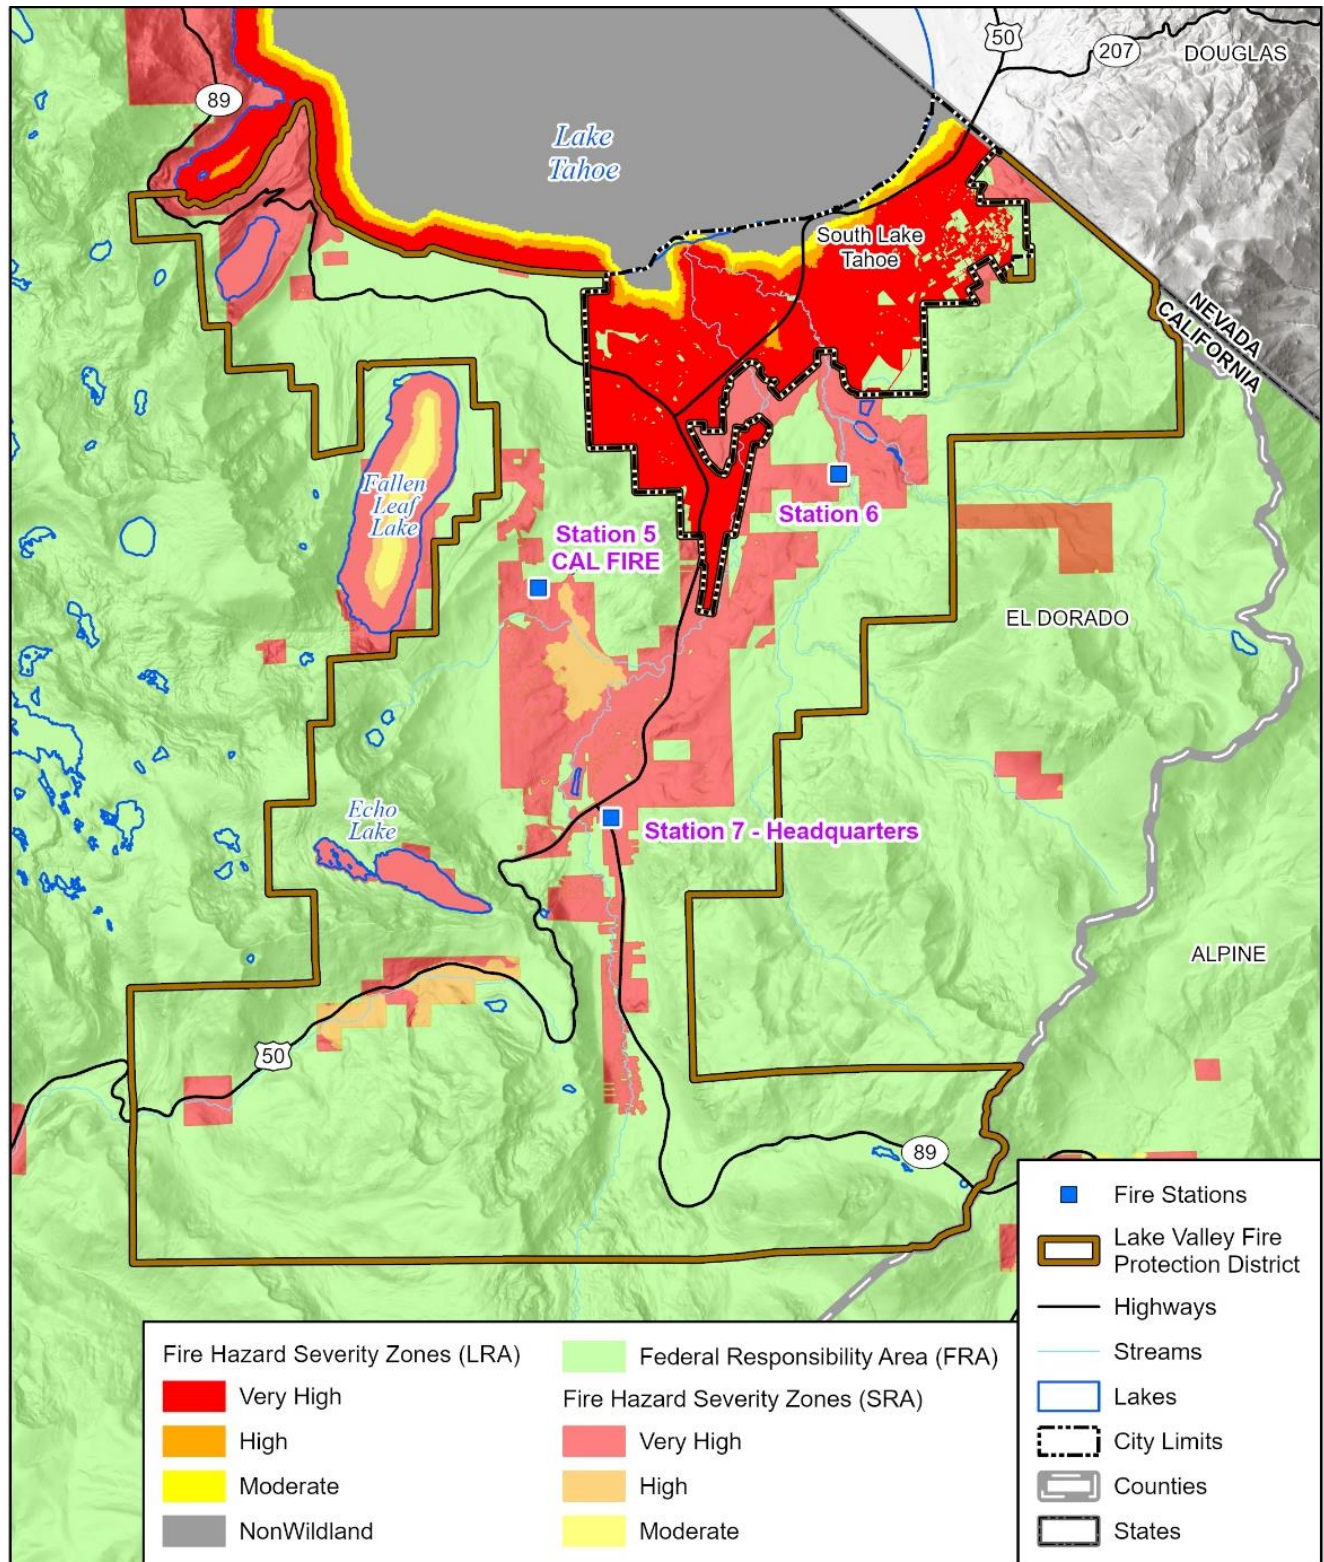 50
207
DOUGLAS
89
Lake
Tahoe
South Lake
Tahoe
NEVADA
CALIFORNIA
Fallen
Leaf
Lake
Station 6
Station 5
CAL FIRE
EL DORADO
Echo
Lake
Station 7 - Headquarters
ALPINE
50
89
Fire Stations
Lake Valley Fire
Protection District
Highways
Streams
Lakes
City Limits
Counties
States
Fire Hazard Severity Zones (LRA)
Very High
High
Moderate
NonWildland
Federal Responsibility Area (FRA)
Fire Hazard Severity Zones (SRA)
Very High
High
Moderate